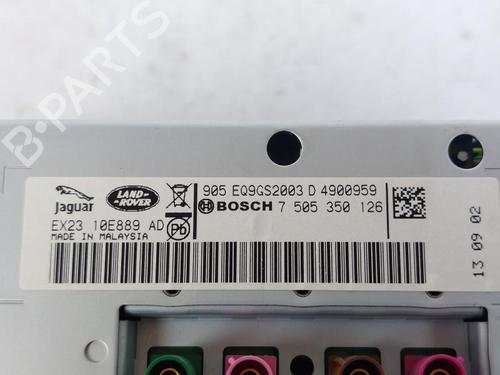 B-PARTS
Jaguar
LAND-
ROVER
905 EQ9GS2003 D 4900959
BOSCH 7 505 350 126
EX23 10E889 AD
MADE IN MALAYSIA
Pb
13 09 02